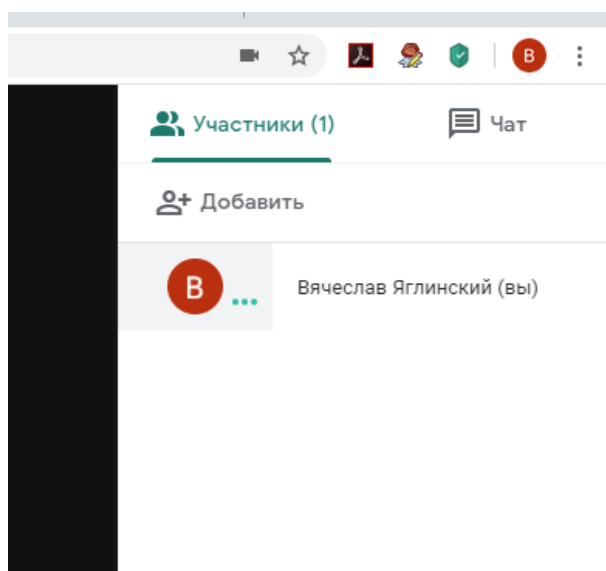 В
Участники (1)
Чат
Добавить
В
Вячеслав Яглинский (вы)